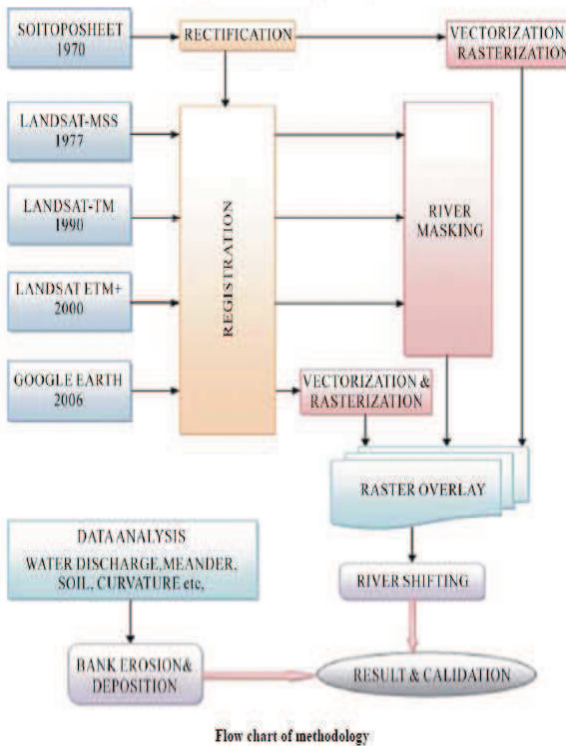 SOITOPOSHEET
1970
RECTIFICATION
VECTORIZATION
RASTERIZATION
LANDSAT-MSS
1977
LANDSAT-TM
1990
LANDSAT ETM+
2000
GOOGLE EARTH
2006
REGISTRATION
RIVER
MASKING
VECTORIZATION &
RASTERIZATION
RASTER OVERLAY
DATA ANALYSIS
WATER DISCHARGE,MEANDER,
SOIL, CURVATURE etc,
RIVER SHIFTING
BANK EROSION&
DEPOSITION
RESULT & CALIDATION
Flow chart of methodology